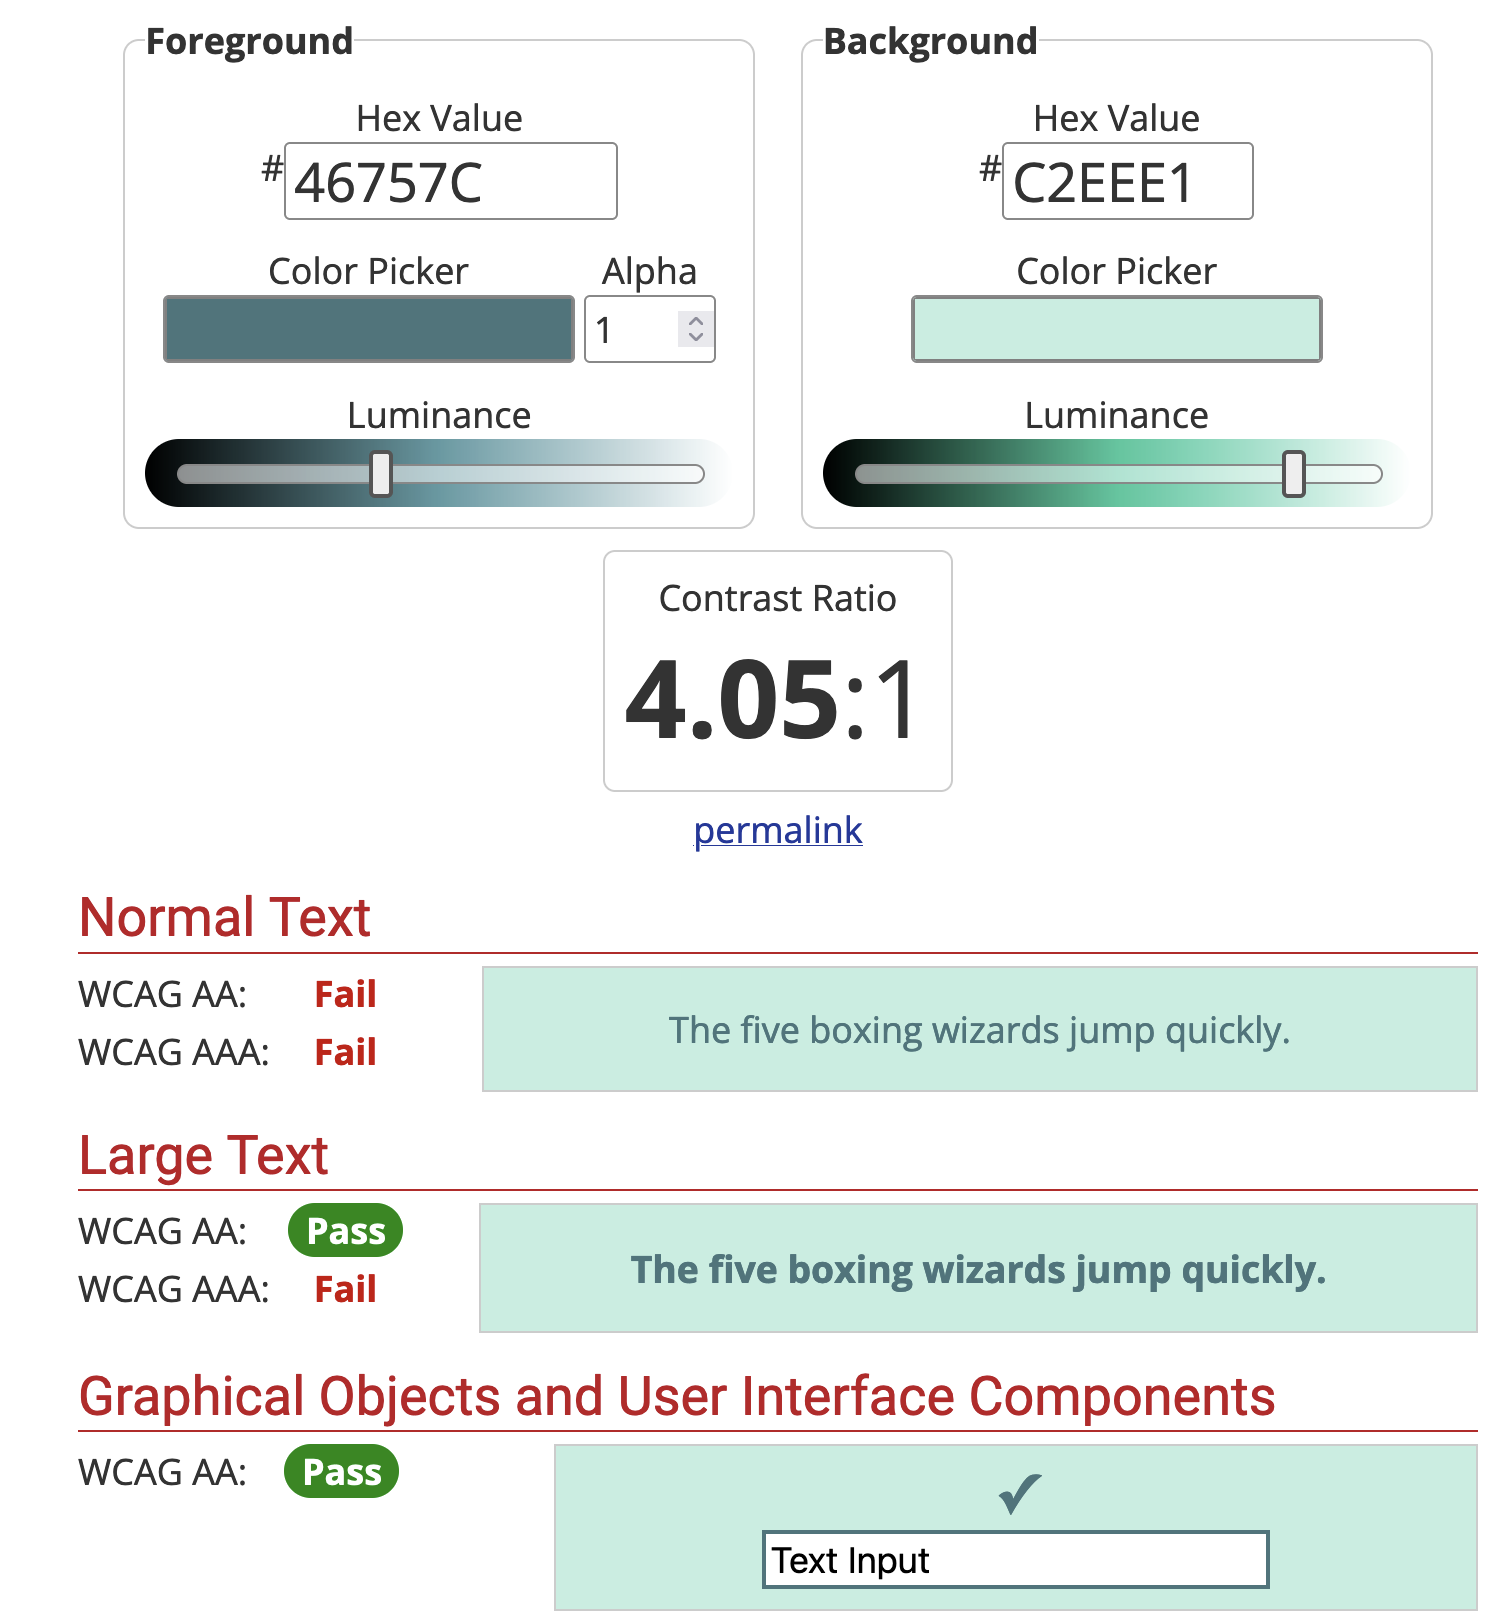 Foreground
Hex Value
#46757C
Color Picker
Alpha
1
Luminance
Background
Hex Value
#C2EEE1
Color Picker
Luminance
Contrast Ratio
4.05:1
permalink
Normal Text
WCAG AA: Fail
WCAG AAA: Fail
The five boxing wizards jump quickly.
Large Text
WCAG AA: Pass
WCAG AAA: Fail
The five boxing wizards jump quickly.
Graphical Objects and User Interface Components
WCAG AA: Pass
✓
Text Input